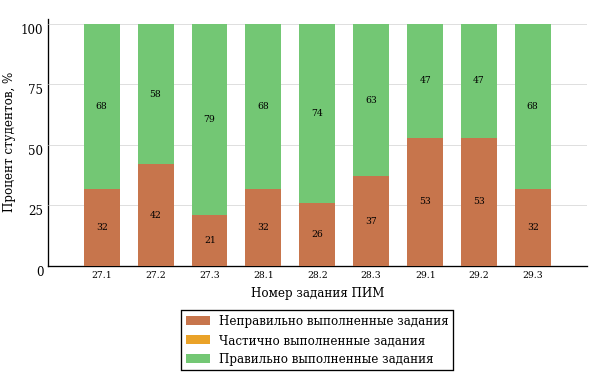 Процент студентов, %
100
75
50
25
0
68 58 79 68 74 63 47 47 68
32 42 21 32 26 37 53 53 32
27.1 27.2 27.3 28.1 28.2 28.3 29.1 29.2 29.3
Номер задания ПИМ
Неправильно выполненные задания
Частично выполненные задания
Правильно выполненные задания